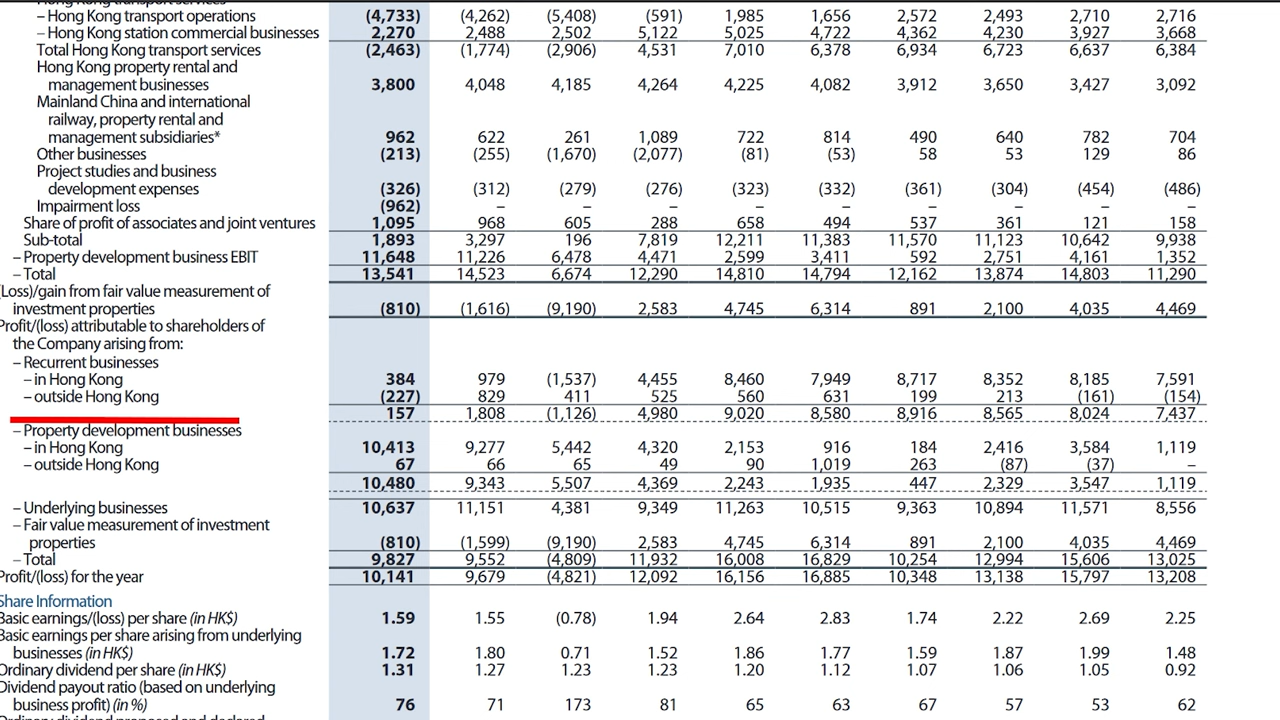 Hong Kong transport services
– Hong Kong transport operations (4,733) (4,262) (5,408) (591) 1,985 1,656 2,572 2,493 2,710 2,716
– Hong Kong station commercial businesses 2,270 2,488 2,502 5,122 5,025 4,722 4,362 4,230 3,927 3,668
Total Hong Kong transport services (2,463) (1,774) (2,906) 4,531 7,010 6,378 6,934 6,723 6,637 6,384
Hong Kong property rental and
management businesses 3,800 4,048 4,185 4,264 4,225 4,082 3,912 3,650 3,427 3,092
Mainland China and international
railway, property rental and
management subsidiaries* 962 622 261 1,089 722 814 490 640 782 704
Other businesses (213) (255) (1,670) (2,077) (81) (53) 58 53 129 86
Project studies and business
development expenses (326) (312) (279) (276) (323) (332) (361) (304) (454) (486)
Impairment loss (962) – – – – – – – – –
Share of profit of associates and joint ventures 1,095 968 605 288 658 494 537 361 121 158
Sub-total 1,893 3,297 196 7,819 12,211 11,383 11,570 11,123 10,642 9,938
– Property development business EBIT 11,648 11,226 6,478 4,471 2,599 3,411 592 2,751 4,161 1,352
– Total 13,541 14,523 6,674 12,290 14,810 14,794 12,162 13,874 14,803 11,290
(Loss)/gain from fair value measurement of
investment properties (810) (1,616) (9,190) 2,583 4,745 6,314 891 2,100 4,035 4,469
Profit/(loss) attributable to shareholders of
the Company arising from:
– Recurrent businesses
– in Hong Kong 384 979 (1,537) 4,455 8,460 7,949 8,717 8,352 8,185 7,591
– outside Hong Kong (227) 829 411 525 560 631 199 213 (161) (154)
157 1,808 (1,126) 4,980 9,020 8,580 8,916 8,565 8,024 7,437
– Property development businesses
– in Hong Kong 10,413 9,277 5,442 4,320 2,153 916 184 2,416 3,584 1,119
– outside Hong Kong 67 66 65 49 90 1,019 263 (87) (37) –
10,480 9,343 5,507 4,369 2,243 1,935 447 2,329 3,547 1,119
– Underlying businesses 10,637 11,151 4,381 9,349 11,263 10,515 9,363 10,894 11,571 8,556
– Fair value measurement of investment
properties (810) (1,599) (9,190) 2,583 4,745 6,314 891 2,100 4,035 4,469
– Total 9,827 9,552 (4,809) 11,932 16,008 16,829 10,254 12,994 15,606 13,025
Profit/(loss) for the year 10,141 9,679 (4,821) 12,092 16,156 16,885 10,348 13,138 15,797 13,208
Share Information
Basic earnings/(loss) per share (in HK$) 1.59 1.55 (0.78) 1.94 2.64 2.83 1.74 2.22 2.69 2.25
Basic earnings per share arising from underlying
businesses (in HK$) 1.72 1.80 0.71 1.52 1.86 1.77 1.59 1.87 1.99 1.48
Ordinary dividend per share (in HK$) 1.31 1.27 1.23 1.23 1.20 1.12 1.07 1.06 1.05 0.92
Dividend payout ratio (based on underlying
business profit) (in %) 76 71 173 81 65 63 67 57 53 62
Ordinary dividend proposed and declared